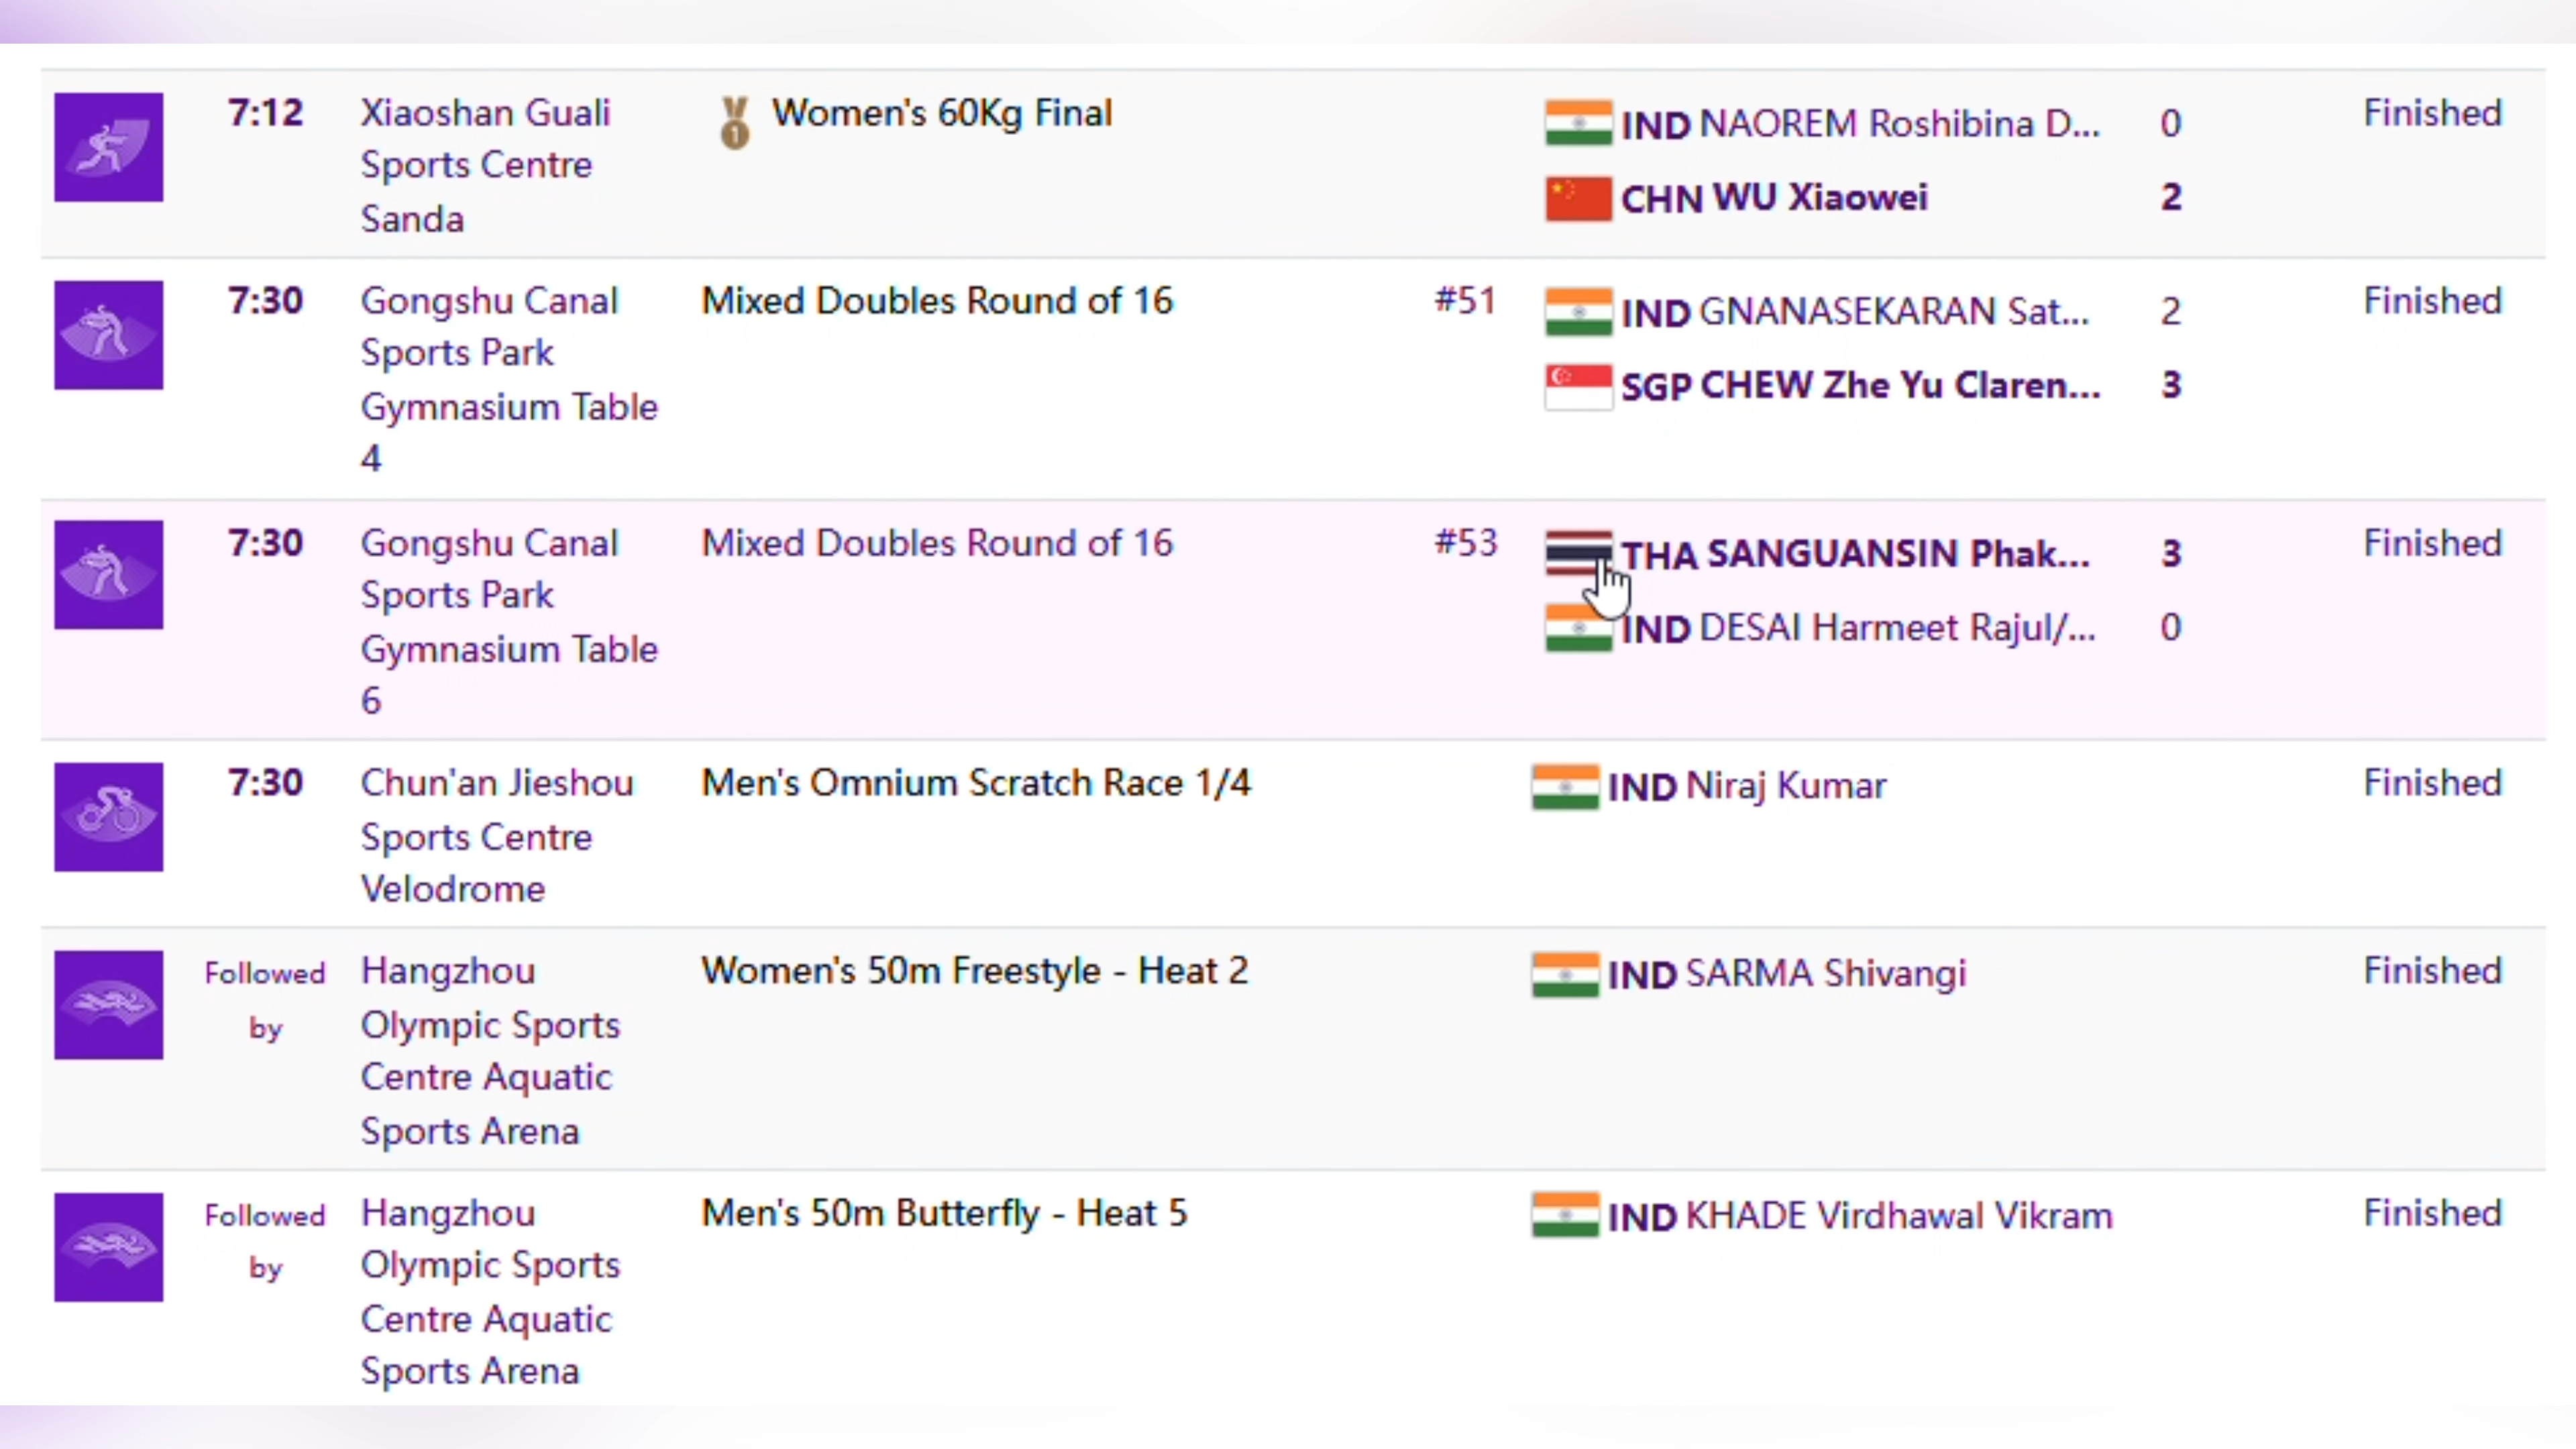 7:12
Xiaoshan Guali
Sports Centre
Sanda
1
Women's 60Kg Final
IND NAOREM Roshibina D... 0
CHN WU Xiaowei 2
Finished
7:30
Gongshu Canal
Sports Park
Gymnasium Table
4
Mixed Doubles Round of 16
#51
IND GNANASEKARAN Sat... 2
SGP CHEW Zhe Yu Claren... 3
Finished
7:30
Gongshu Canal
Sports Park
Gymnasium Table
6
Mixed Doubles Round of 16
#53
THA SANGUANSIN Phak... 3
IND DESAI Harmeet Rajul/... 0
Finished
7:30
Chun'an Jieshou
Sports Centre
Velodrome
Men's Omnium Scratch Race 1/4
IND Niraj Kumar
Finished
Followed
by
Hangzhou
Olympic Sports
Centre Aquatic
Sports Arena
Women's 50m Freestyle - Heat 2
IND SARMA Shivangi
Finished
Followed
by
Hangzhou
Olympic Sports
Centre Aquatic
Sports Arena
Men's 50m Butterfly - Heat 5
IND KHADE Virdhawal Vikram
Finished